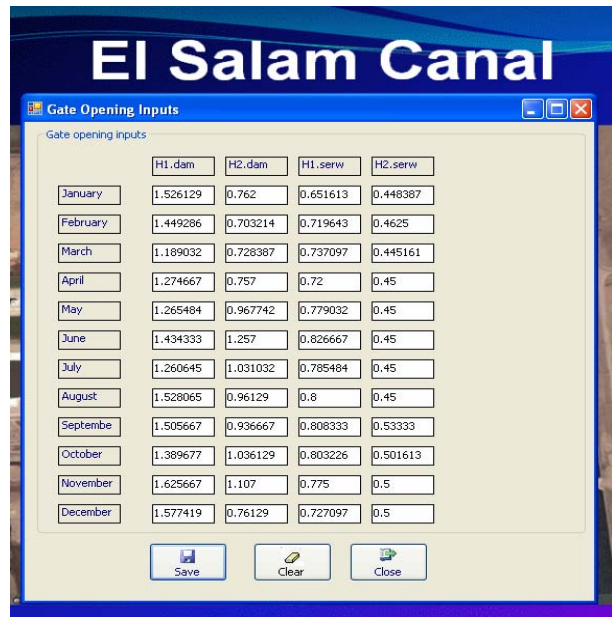 El Salam Canal
Gate Opening Inputs
Gate opening inputs
H1.dam H2.dam H1.serw H2.serw
January 1.526129 0.762 0.651613 0.448387
February 1.449286 0.703214 0.719643 0.4625
March 1.189032 0.728387 0.737097 0.445161
April 1.274667 0.757 0.72 0.45
May 1.265484 0.967742 0.779032 0.45
June 1.434333 1.257 0.826667 0.45
July 1.260645 1.031032 0.785484 0.45
August 1.528065 0.96129 0.8 0.45
Septembe 1.505667 0.936667 0.808333 0.53333
October 1.389677 1.036129 0.803226 0.501613
November 1.625667 1.107 0.775 0.5
December 1.577419 0.76129 0.727097 0.5
Save Clear Close